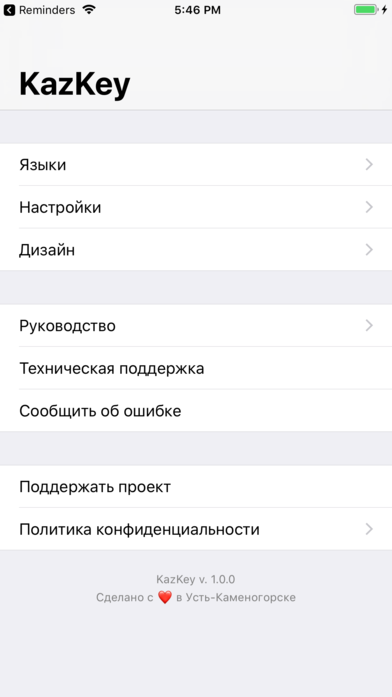 Reminders 5:46 PM
KazKey
Языки
Настройки
Дизайн
Руководство
Техническая поддержка
Сообщить об ошибке
Поддержать проект
Политика конфиденциальности
KazKey v. 1.0.0
Сделано с ❤️ в Усть-Каменогорске